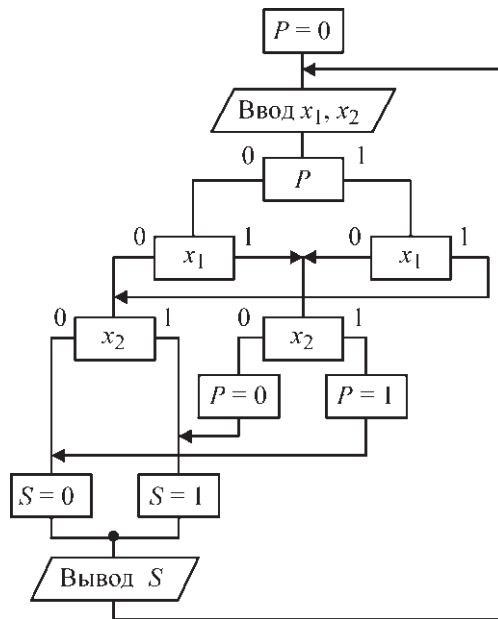 P = 0
Ввод x₁, x₂
0 1
P
0 1 0 1
x₁ x₁
0 1 0 1
x₂ x₂
P = 0 P = 1
S = 0 S = 1
Вывод S